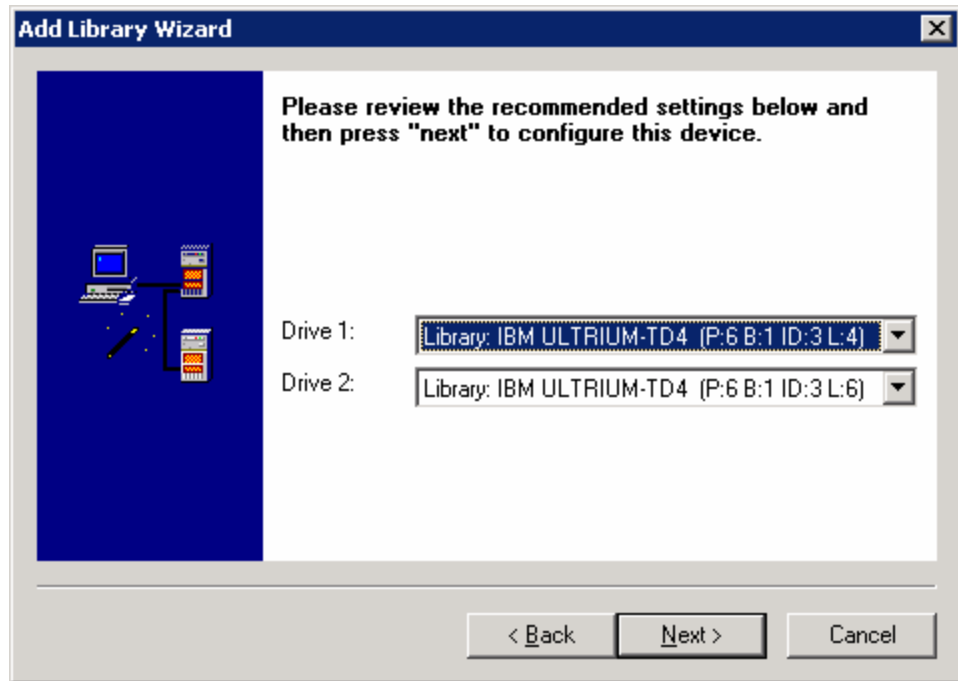 Add Library Wizard
Please review the recommended settings below and
then press "next" to configure this device.
Drive 1:
Library: IBM ULTRIUM-TD4 (P:6 B:1 ID:3 L:4)
Drive 2:
Library: IBM ULTRIUM-TD4 (P:6 B:1 ID:3 L:6)
< Back
Next >
Cancel